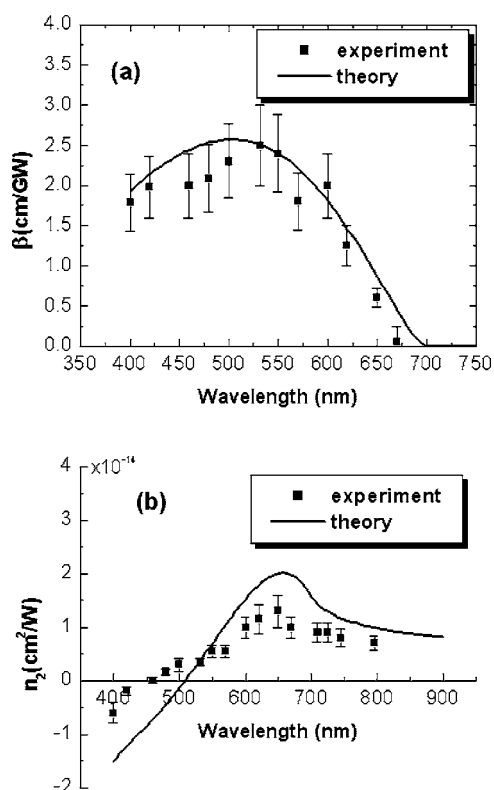 (a)
experiment
theory
4.0
3.5
3.0
2.5
2.0
1.5
1.0
0.5
0.0
β(cm/GW)
350 400 450 500 550 600 650 700 750
Wavelength (nm)
(b)
x10⁻¹⁴
experiment
theory
4
3
2
1
0
-1
-2
n₂(cm²/W)
400 500 600 700 800 900
Wavelength (nm)